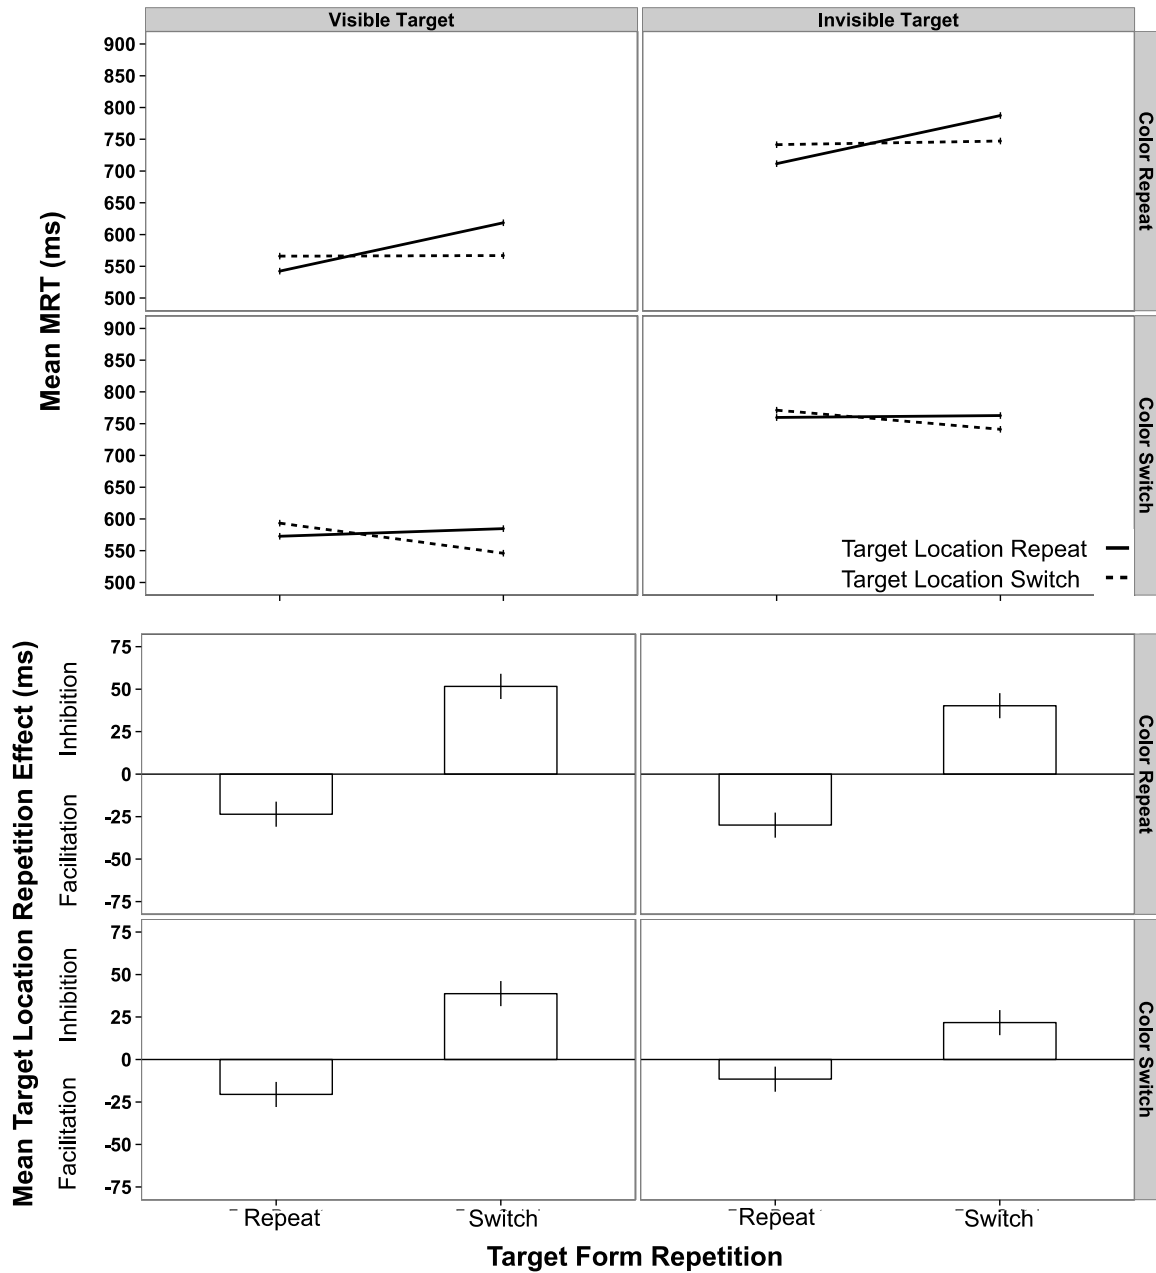 Visible Target
Invisible Target
900
850
800
750
700
650
600
550
500
Color Repeat
Mean MRT (ms)
900
850
800
750
700
650
600
550
500
Color Switch
Target Location Repeat
Target Location Switch
75
50
25
0
-25
-50
-75
Inhibition
Facilitation
Color Repeat
Mean Target Location Repetition Effect (ms)
75
50
25
0
-25
-50
-75
Inhibition
Facilitation
Color Switch
Repeat
Switch
Repeat
Switch
Target Form Repetition